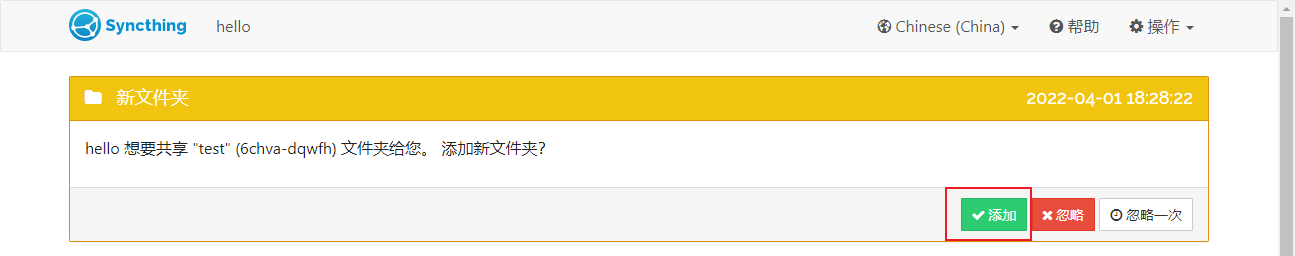 Syncthing hello Chinese (China) 帮助 操作
新文件夹 2022-04-01 18:28:22
hello 想要共享 "test" (6chva-dqwfh) 文件夹给您。 添加新文件夹?
添加 忽略 忽略一次